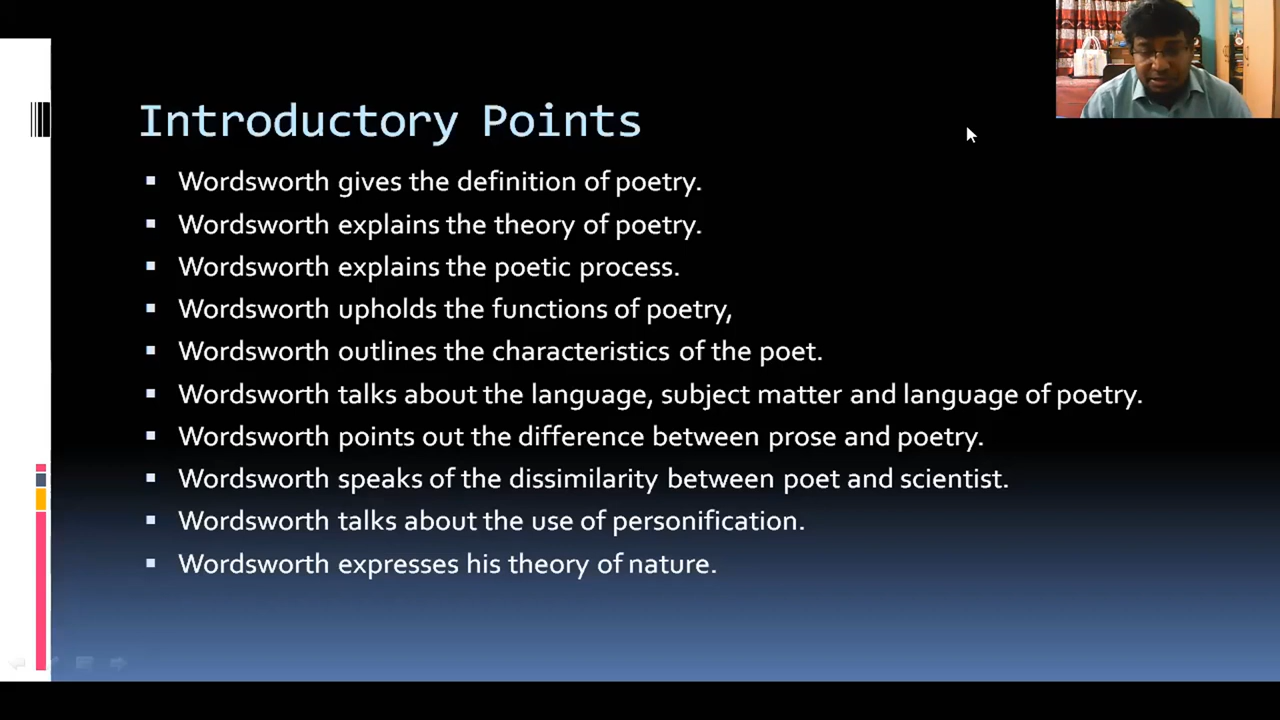 Introductory Points
▪ Wordsworth gives the definition of poetry.
▪ Wordsworth explains the theory of poetry.
▪ Wordsworth explains the poetic process.
▪ Wordsworth upholds the functions of poetry,
▪ Wordsworth outlines the characteristics of the poet.
▪ Wordsworth talks about the language, subject matter and language of poetry.
▪ Wordsworth points out the difference between prose and poetry.
▪ Wordsworth speaks of the dissimilarity between poet and scientist.
▪ Wordsworth talks about the use of personification.
▪ Wordsworth expresses his theory of nature.